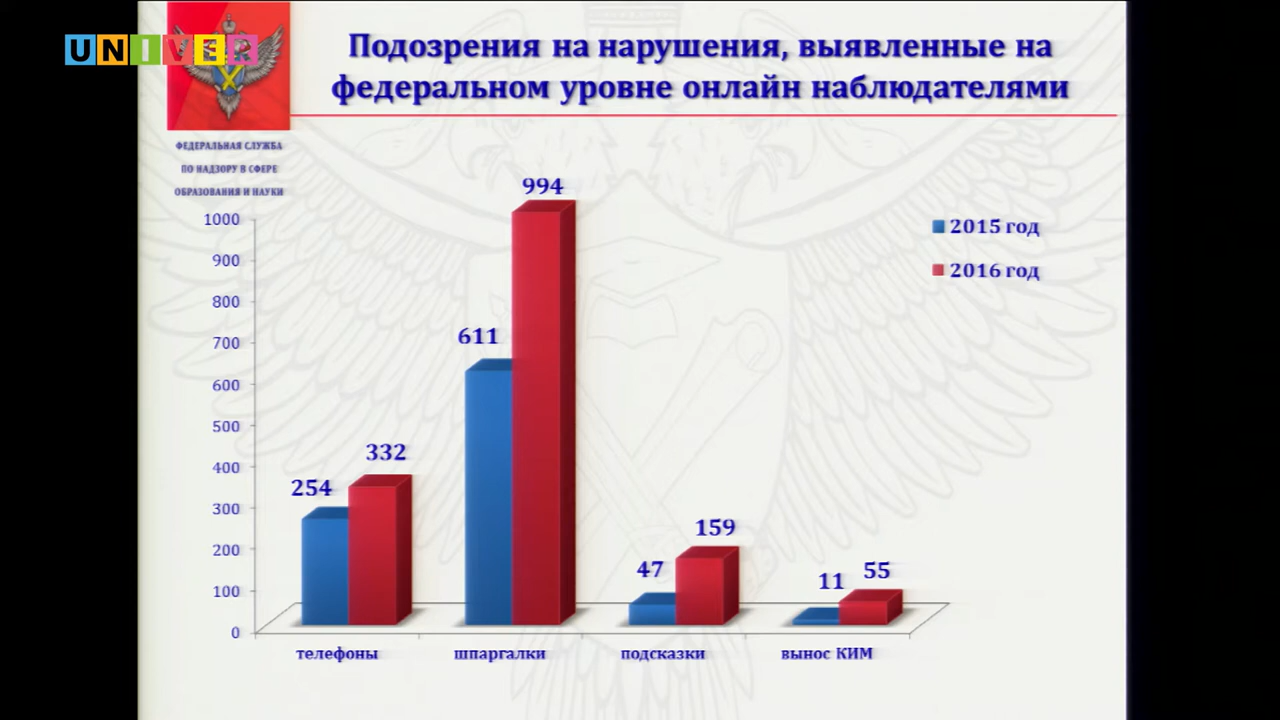 UNIVER
Подозрения на нарушения, выявленные на
федеральном уровне онлайн наблюдателями
ФЕДЕРАЛЬНАЯ СЛУЖБА
ПО НАДЗОРУ В СФЕРЕ
ОБРАЗОВАНИЯ И НАУКИ
1000
900
800
700
600
500
400
300
200
100
0
254
332
611
994
47
159
11
55
телефоны
шпаргалки
подсказки
вынос КИМ
2015 год
2016 год